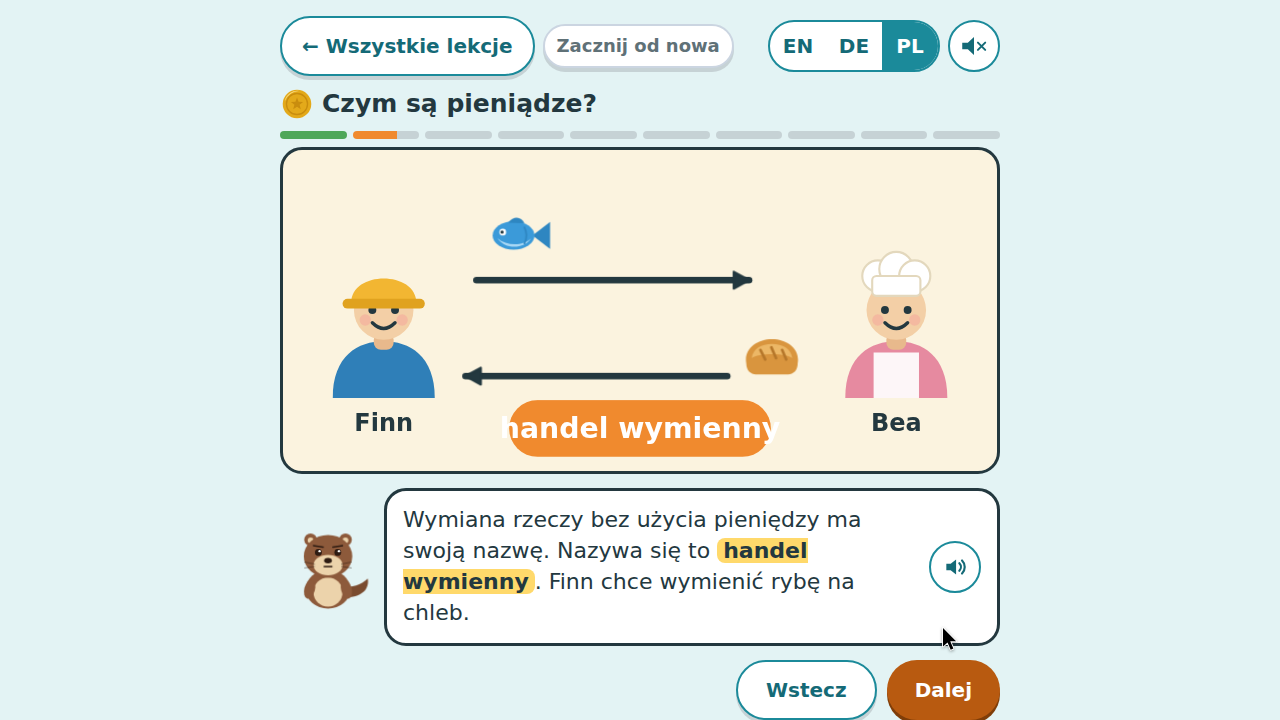 ← Wszystkie lekcje
Zacznij od nowa
EN DE PL
Czym są pieniądze?
Finn
handel wymienny
Bea
Wymiana rzeczy bez użycia pieniędzy ma
swoją nazwę. Nazywa się to handel
wymienny. Finn chce wymienić rybę na
chleb.
Wstecz
Dalej